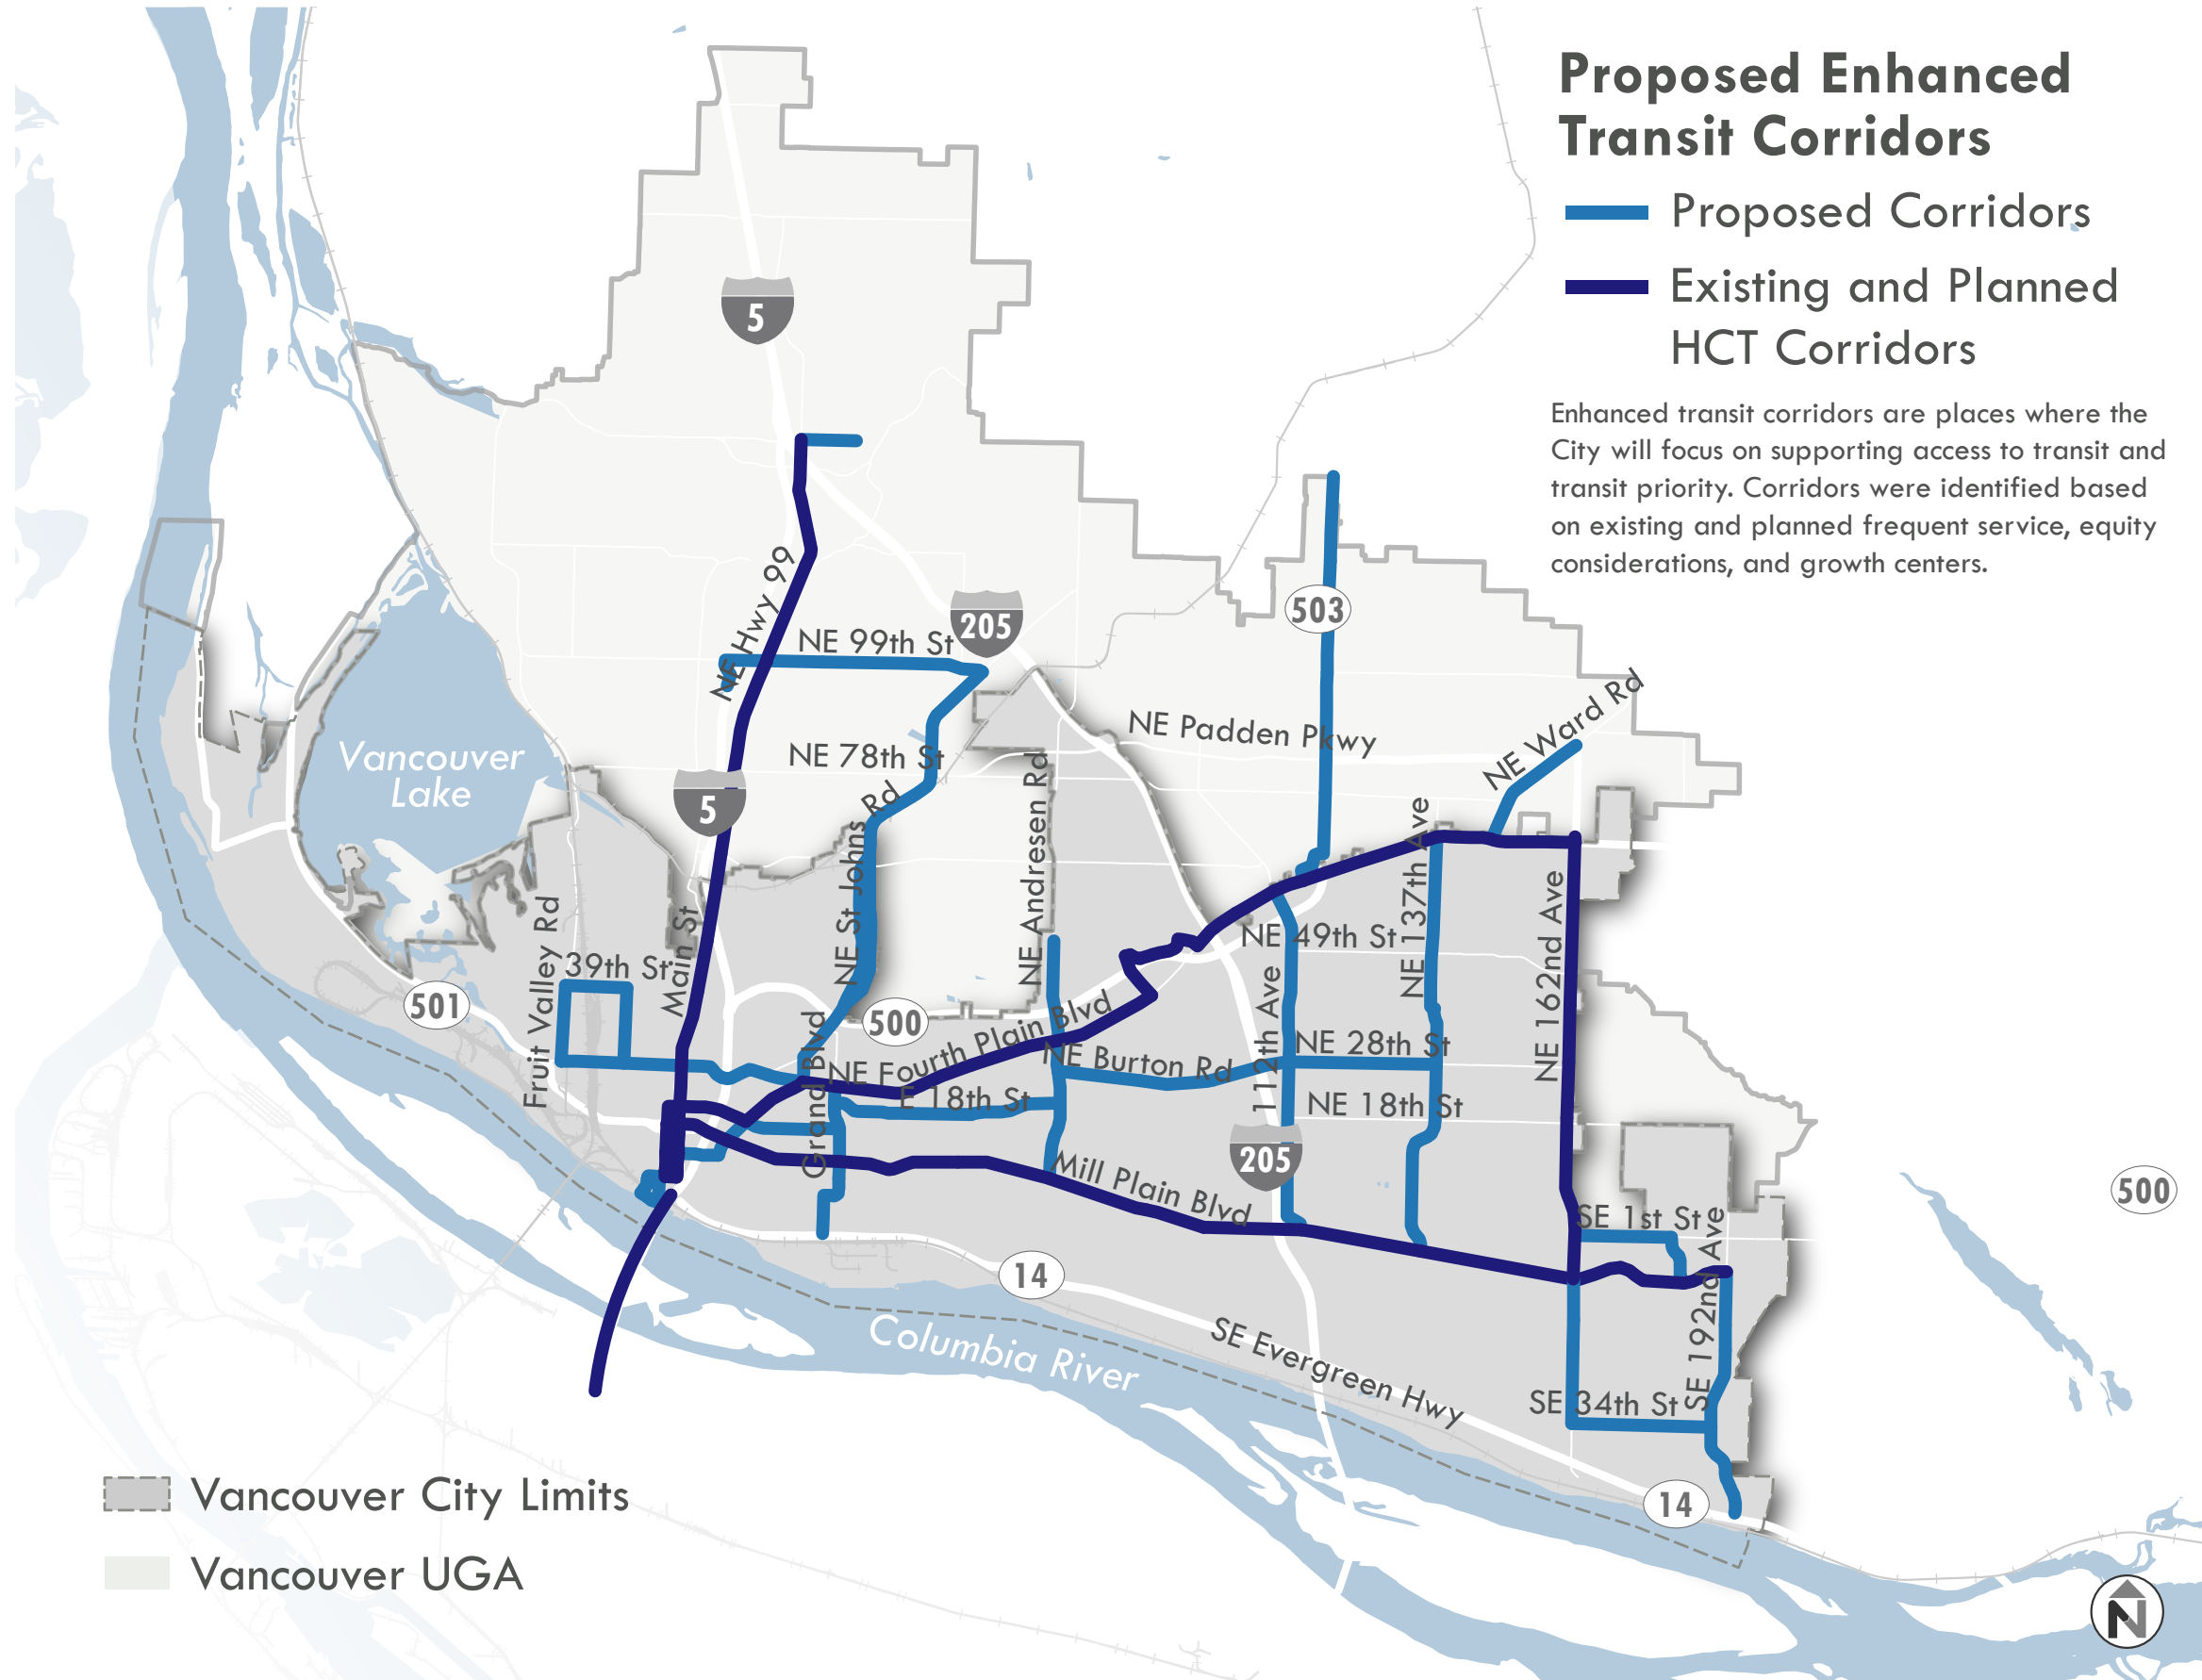 Proposed Enhanced
Transit Corridors
Proposed Corridors
Existing and Planned
HCT Corridors
Enhanced transit corridors are places where the
City will focus on supporting access to transit and
transit priority. Corridors were identified based
on existing and planned frequent service, equity
considerations, and growth centers.
5
503
205
NE Hwy 99
NE 99th St
NE Ward Rd
NE Padden Pkwy
NE 78th St
Vancouver
Lake
5
NE St Johns Rd
NE Andresen Rd
NE 137th Ave
NE 162nd Ave
Fruit Valley Rd
Main St
39th St
NE 49th St
501
500
112th Ave
Grand Blvd
NE Fourth Plain Blvd
NE Burton Rd
NE 28th St
E 18th St
NE 18th St
205
Mill Plain Blvd
500
SE 1st St
SE 192nd Ave
14
Columbia River
SE Evergreen Hwy
SE 34th St
14
Vancouver City Limits
Vancouver UGA
N